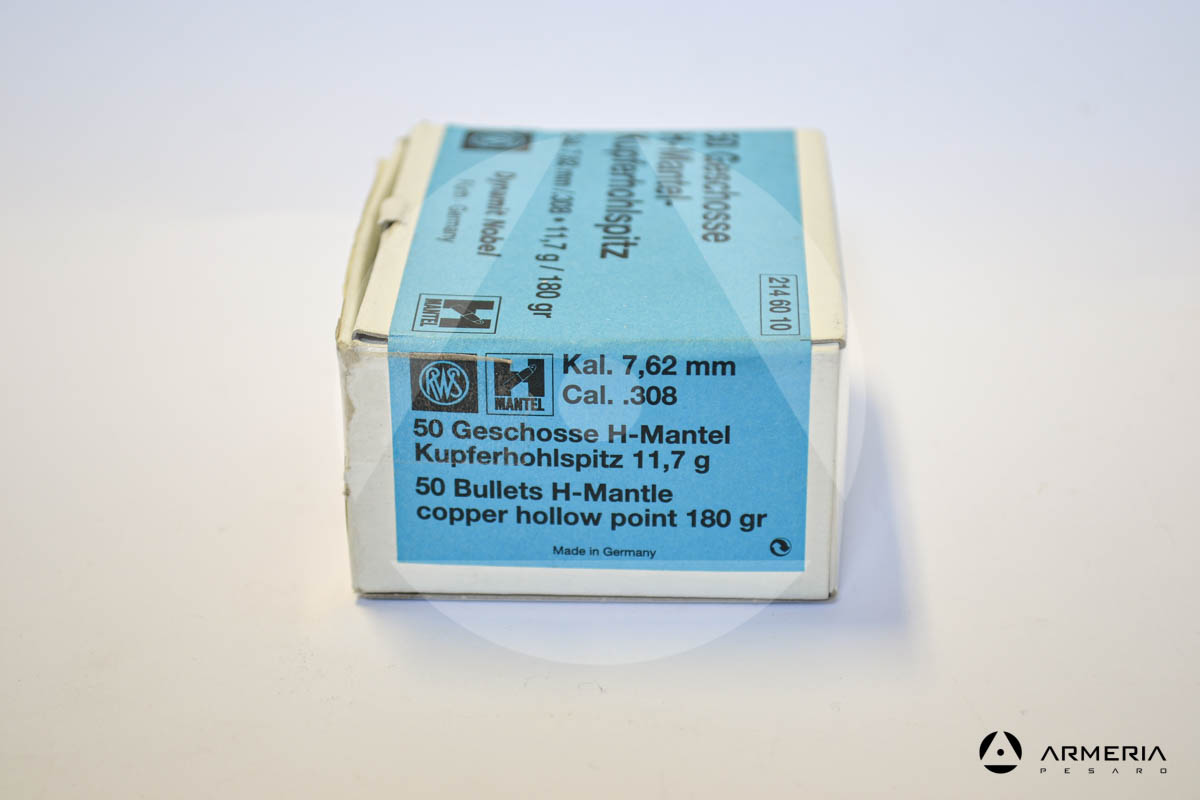 50 Geschosse
H-Mantel-
Kupferhohlspitz
Kal. 7,62 mm / .308 • 11,7 g / 180 gr
Dynamit Nobel
Germany
214 60 10
MANTEL
RWS
H
MANTEL
Kal. 7,62 mm
Cal. .308
50 Geschosse H-Mantel
Kupferhohlspitz 11,7 g
50 Bullets H-Mantle
copper hollow point 180 gr
Made in Germany
ARMERIA
PESARO